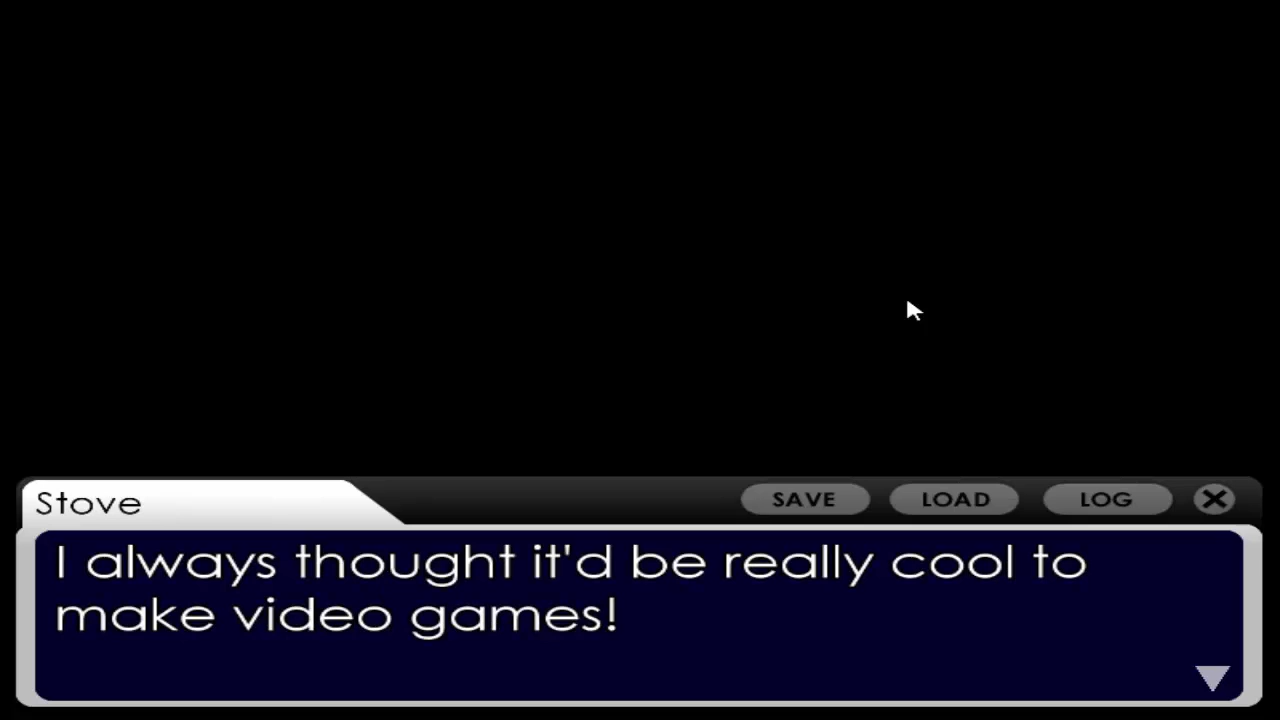 Stove
SAVE
LOAD
LOG
I always thought it'd be really cool to
make video games!